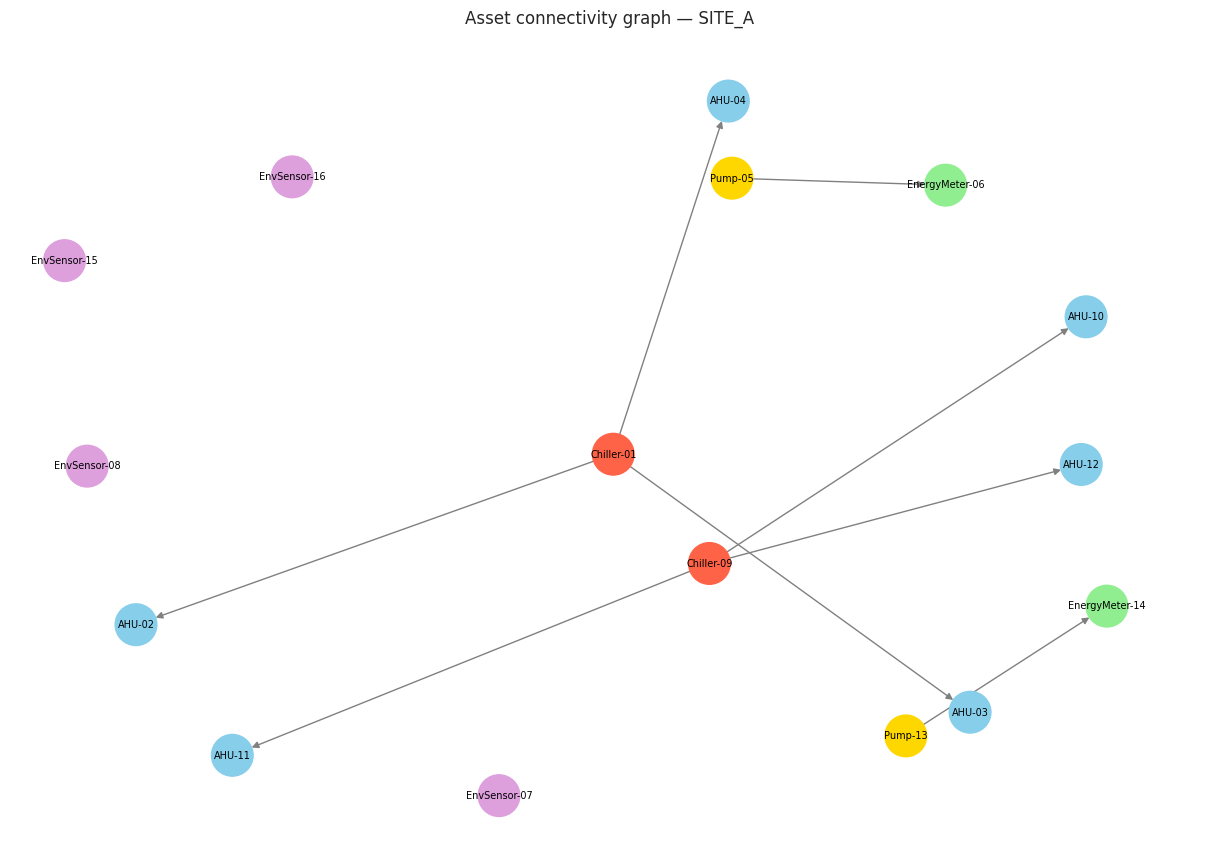 Asset connectivity graph — SITE_A
AHU-04
EnvSensor-16
Pump-05
EnergyMeter-06
EnvSensor-15
AHU-10
Chiller-01
EnvSensor-08
AHU-12
Chiller-09
EnergyMeter-14
AHU-02
AHU-03
Pump-13
AHU-11
EnvSensor-07